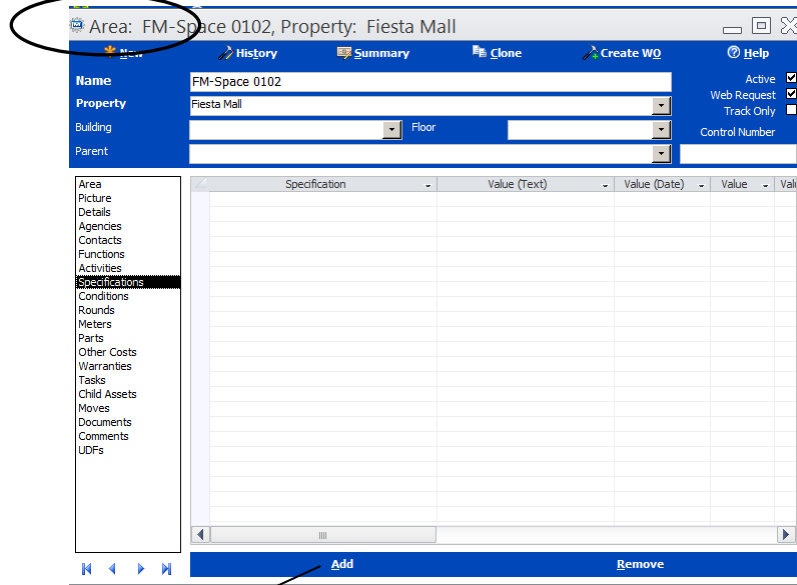 Area: FM-Space 0102, Property: Fiesta Mall
New History Summary Clone Create WO Help
Name FM-Space 0102 Active
Web Request
Property Fiesta Mall Track Only
Building Floor Control Number
Parent
Specification Value (Text) Value (Date) Value Valu
Area
Picture
Details
Agencies
Contacts
Functions
Activities
Specifications
Conditions
Rounds
Meters
Parts
Other Costs
Warranties
Tasks
Child Assets
Moves
Documents
Comments
UDFs
Add Remove